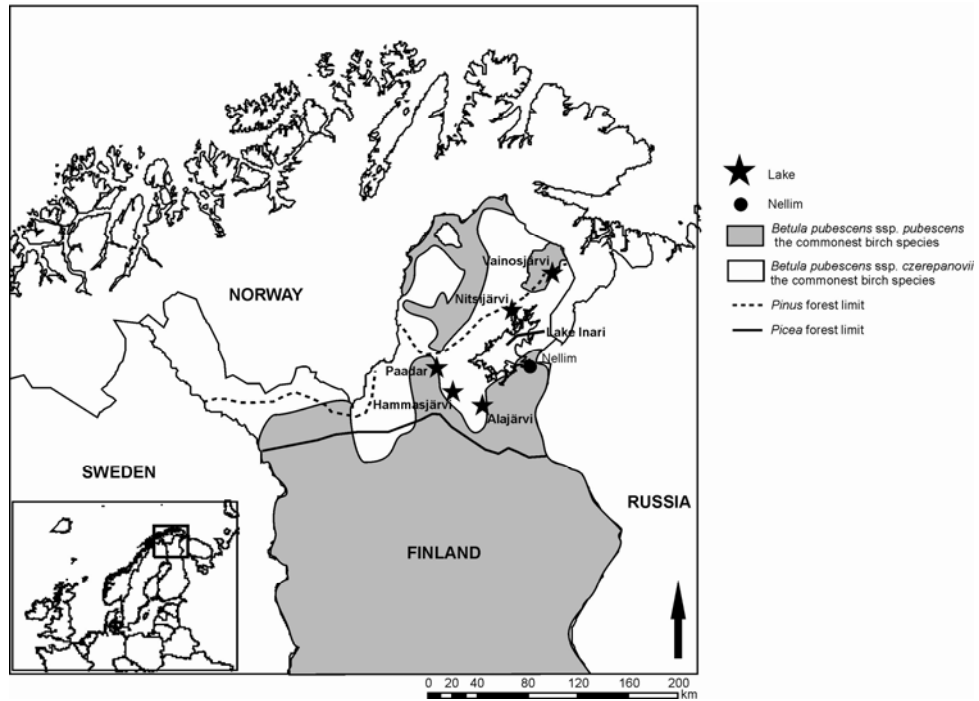 Vainosjärvi
NORWAY
Nitsijärvi
Lake Inari
Nellim
Paadar
Hammasjärvi
Alajärvi
SWEDEN
RUSSIA
FINLAND
0 20 40 80 120 160 200
km
Lake
Nellim
Betula pubescens ssp. pubescens
the commonest birch species
Betula pubescens ssp. czerepanovii
the commonest birch species
Pinus forest limit
Picea forest limit